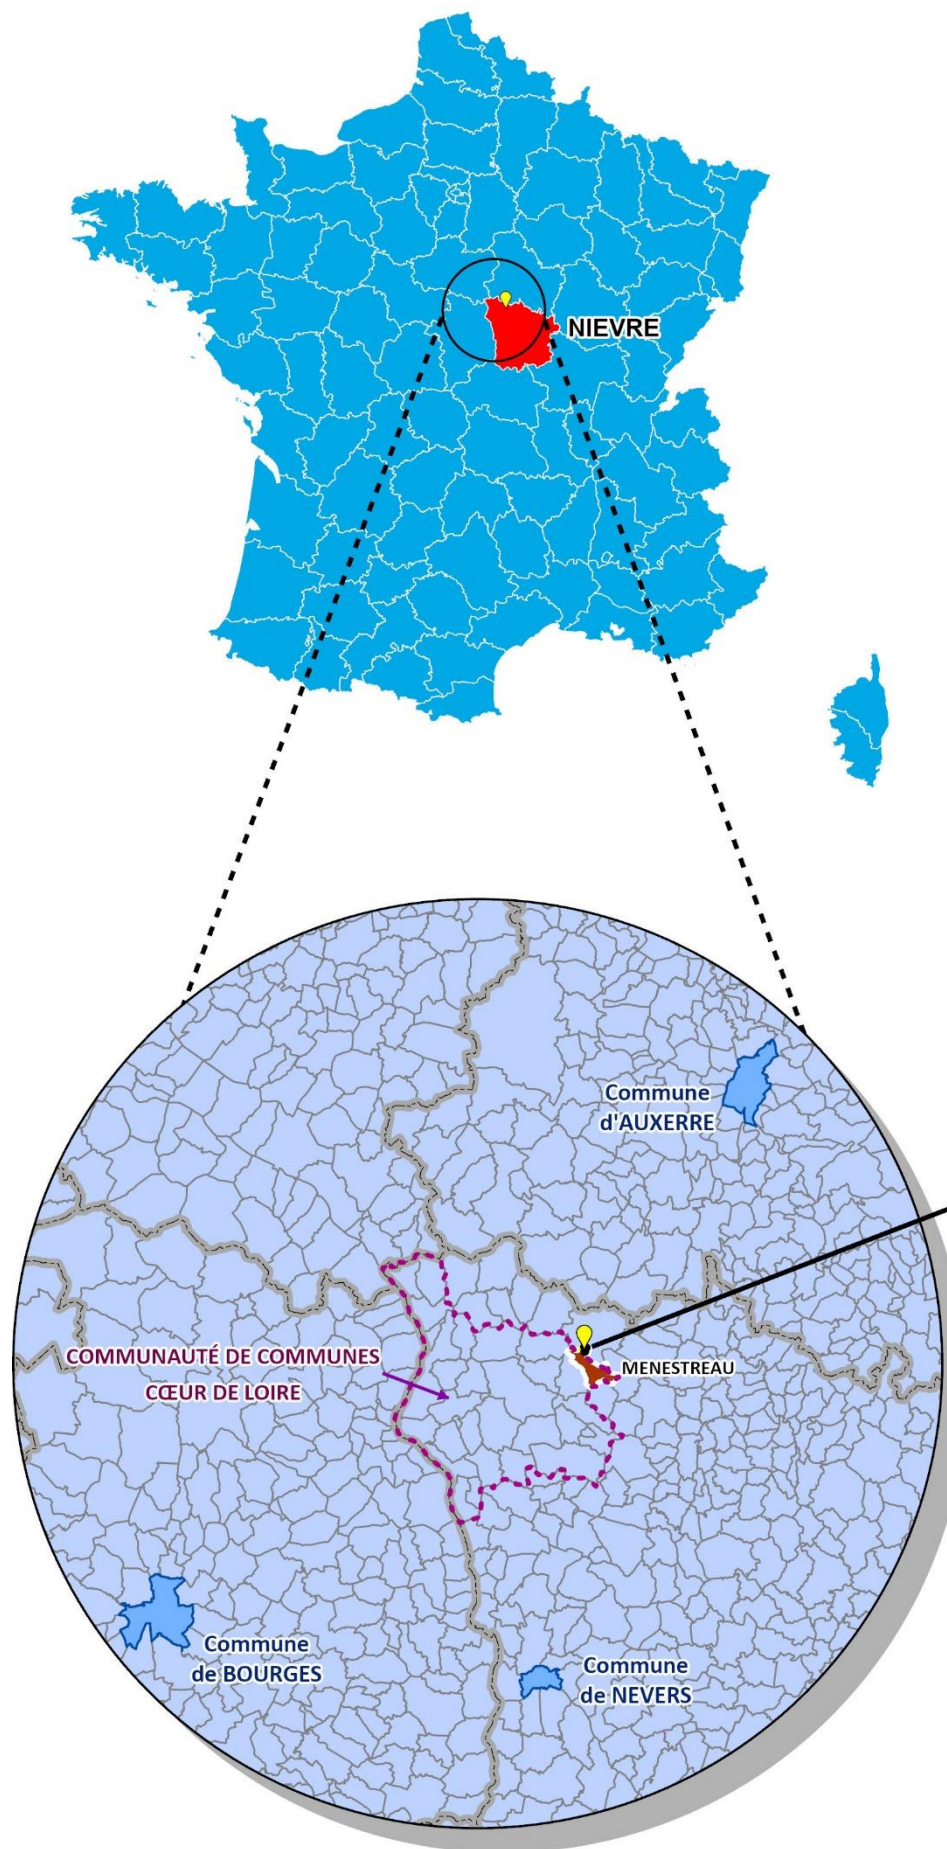 NIEVRE
Commune
d'AUXERRE
COMMUNAUTÉ DE COMMUNES
CŒUR DE LOIRE
MENESTREAU
Commune
de BOURGES
Commune
de NEVERS